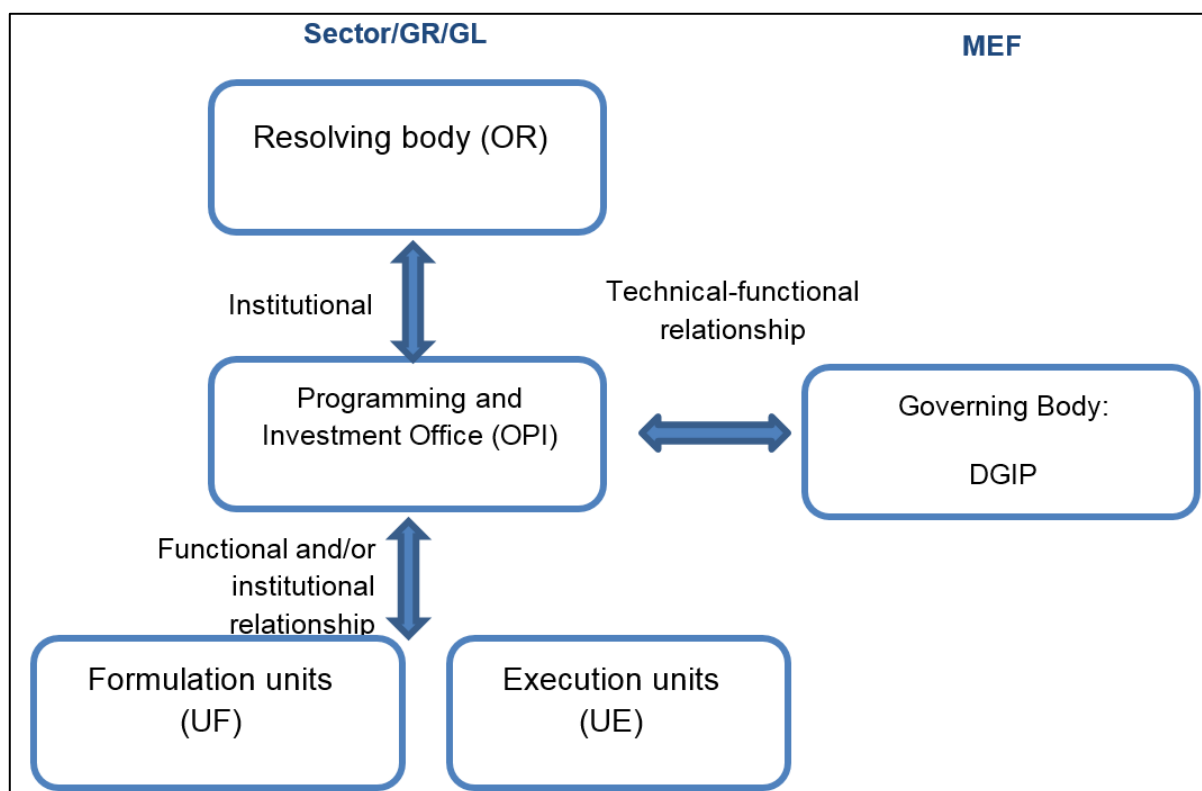 Sector/GR/GL
MEF
Resolving body (OR)
Institutional
Technical-functional
relationship
Programming and
Investment Office (OPI)
Governing Body:
DGIP
Functional and/or
institutional
relationship
Formulation units
(UF)
Execution units
(UE)